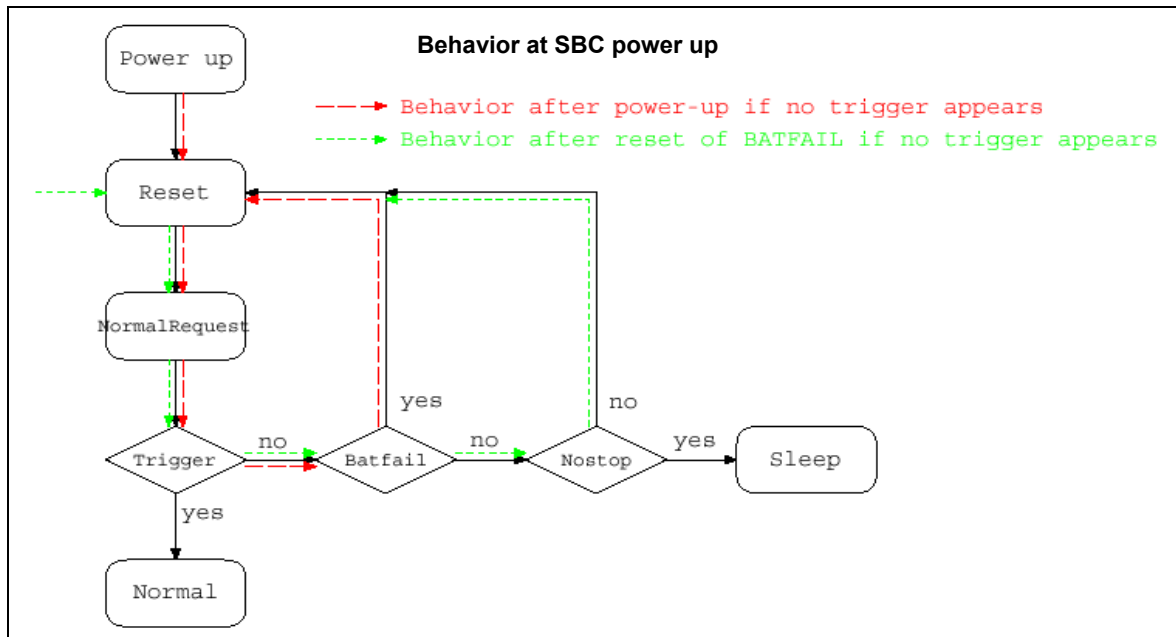 Behavior at SBC power up
Power up
Behavior after power-up if no trigger appears
Behavior after reset of BATFAIL if no trigger appears
Reset
NormalRequest
yes
no
no
no
yes
Trigger
Batfail
Nostop
Sleep
yes
Normal